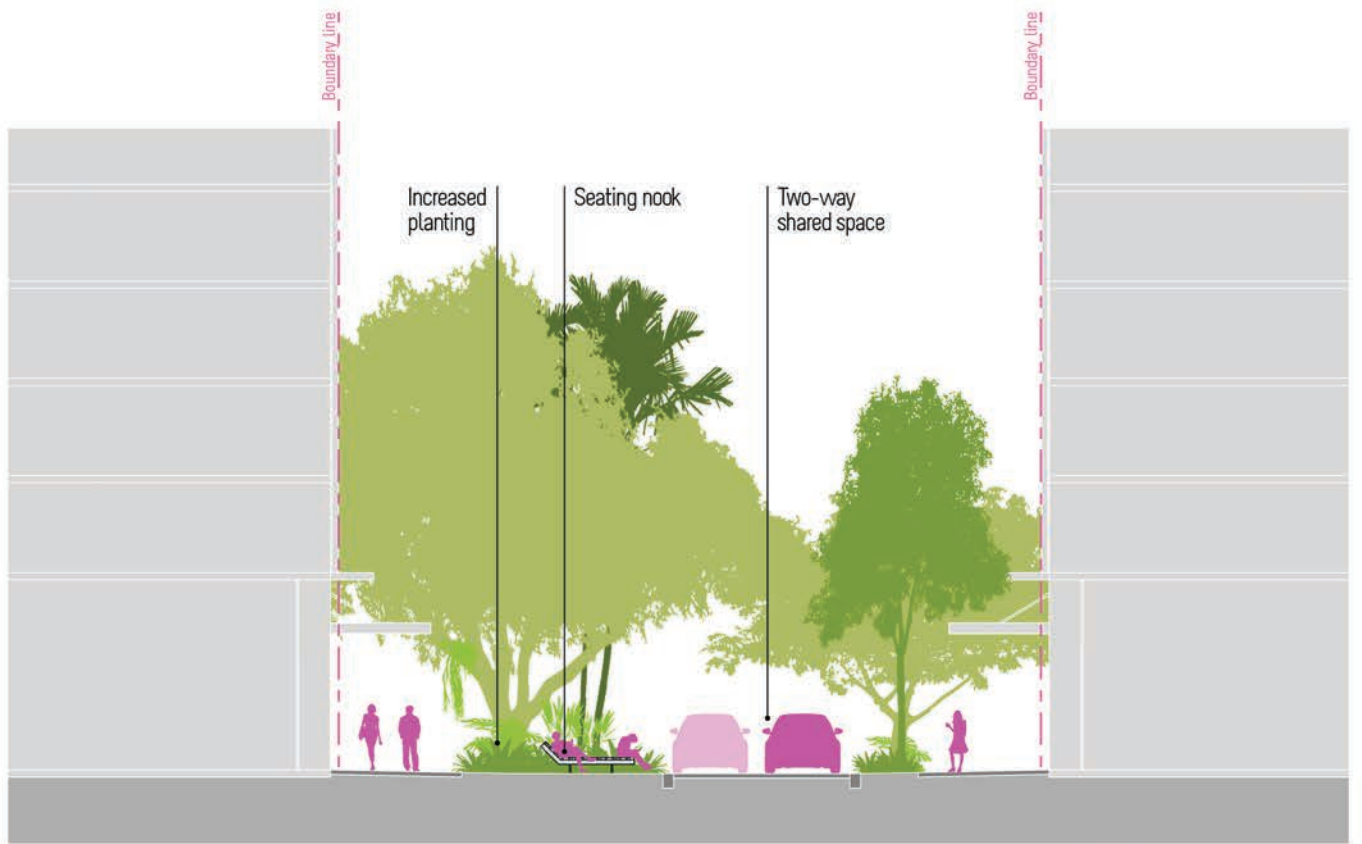 Boundary line
Boundary line
Increased
planting
Seating nook
Two-way
shared space